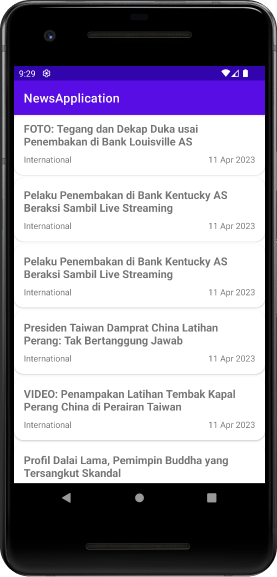 9:29
NewsApplication
FOTO: Tegang dan Dekap Duka usai
Penembakan di Bank Louisville AS
International 11 Apr 2023
Pelaku Penembakan di Bank Kentucky AS
Beraksi Sambil Live Streaming
International 11 Apr 2023
Pelaku Penembakan di Bank Kentucky AS
Beraksi Sambil Live Streaming
International 11 Apr 2023
Presiden Taiwan Damprat China Latihan
Perang: Tak Bertanggung Jawab
International 11 Apr 2023
VIDEO: Penampakan Latihan Tembak Kapal
Perang China di Perairan Taiwan
International 11 Apr 2023
Profil Dalai Lama, Pemimpin Buddha yang
Tersangkut Skandal